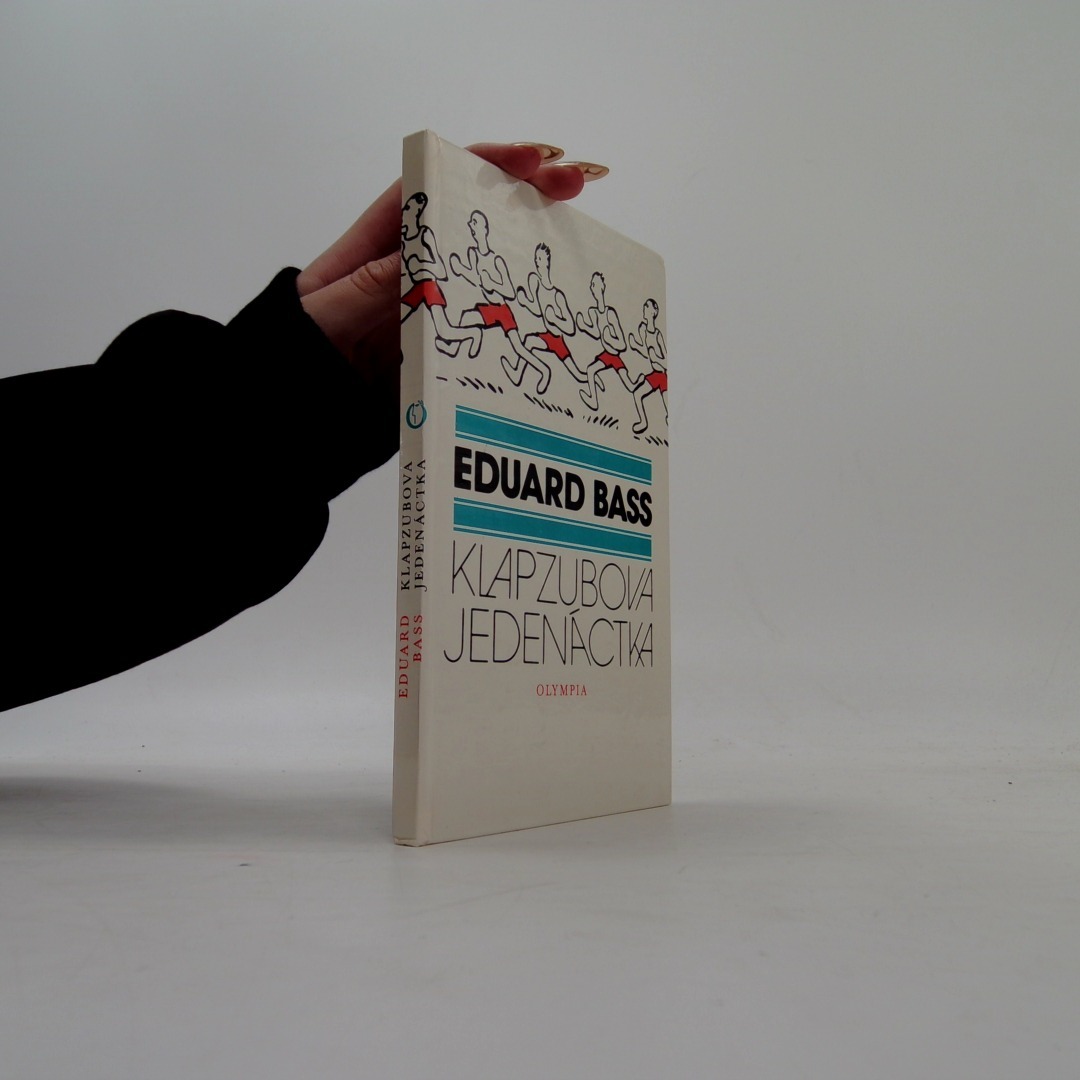 EDUARD BASS
KLAPZUBOVA
JEDENÁCTKA
OLYMPIA
EDUARD
BASS
KLAPZUBOVA
JEDENÁCTKA